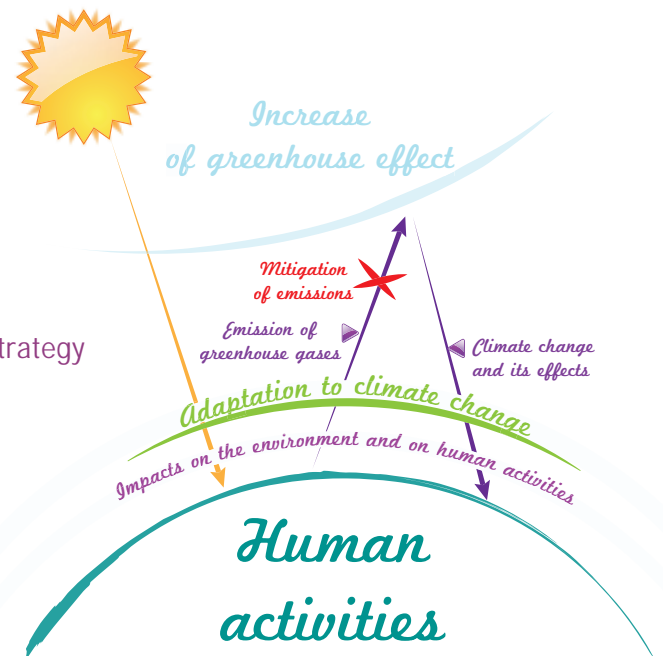 Increase
of greenhouse effect
Mitigation
of emissions
Emission of
greenhouse gases
Climate change
and its effects
trategy
Adaptation to climate change
Impacts on the environment and on human activities
Human
activities